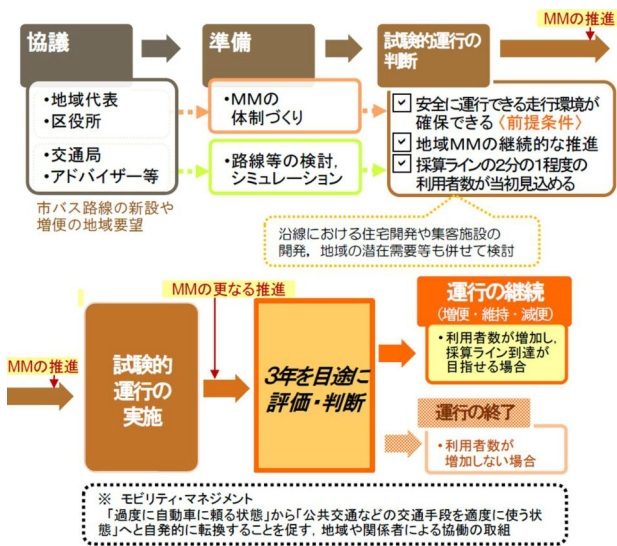 MMの推進
協議
準備
試験的運行の
判断
・地域代表
・区役所
・交通局
・アドバイザー等
・MMの
体制づくり
・路線等の検討,
シミュレーション
安全に運行できる走行環境が
確保できる〈前提条件〉
地域MMの継続的な推進
採算ラインの2分の1程度の
利用者数が当初見込める
市バス路線の新設や
増便の地域要望
沿線における住宅開発や集客施設の
開発，地域の潜在需要等も併せて検討
MMの更なる推進
MMの推進
試験的
運行の
実施
3年を目途に
評価・判断
運行の継続
(増便・維持・減便)
・利用者数が増加し,
採算ライン到達が
目指せる場合
運行の終了
・利用者数が
増加しない場合
※ モビリティ・マネジメント
「過度に自動車に頼る状態」から「公共交通などの交通手段を適度に使う状
態」へと自発的に転換することを促す，地域や関係者による協働の取組